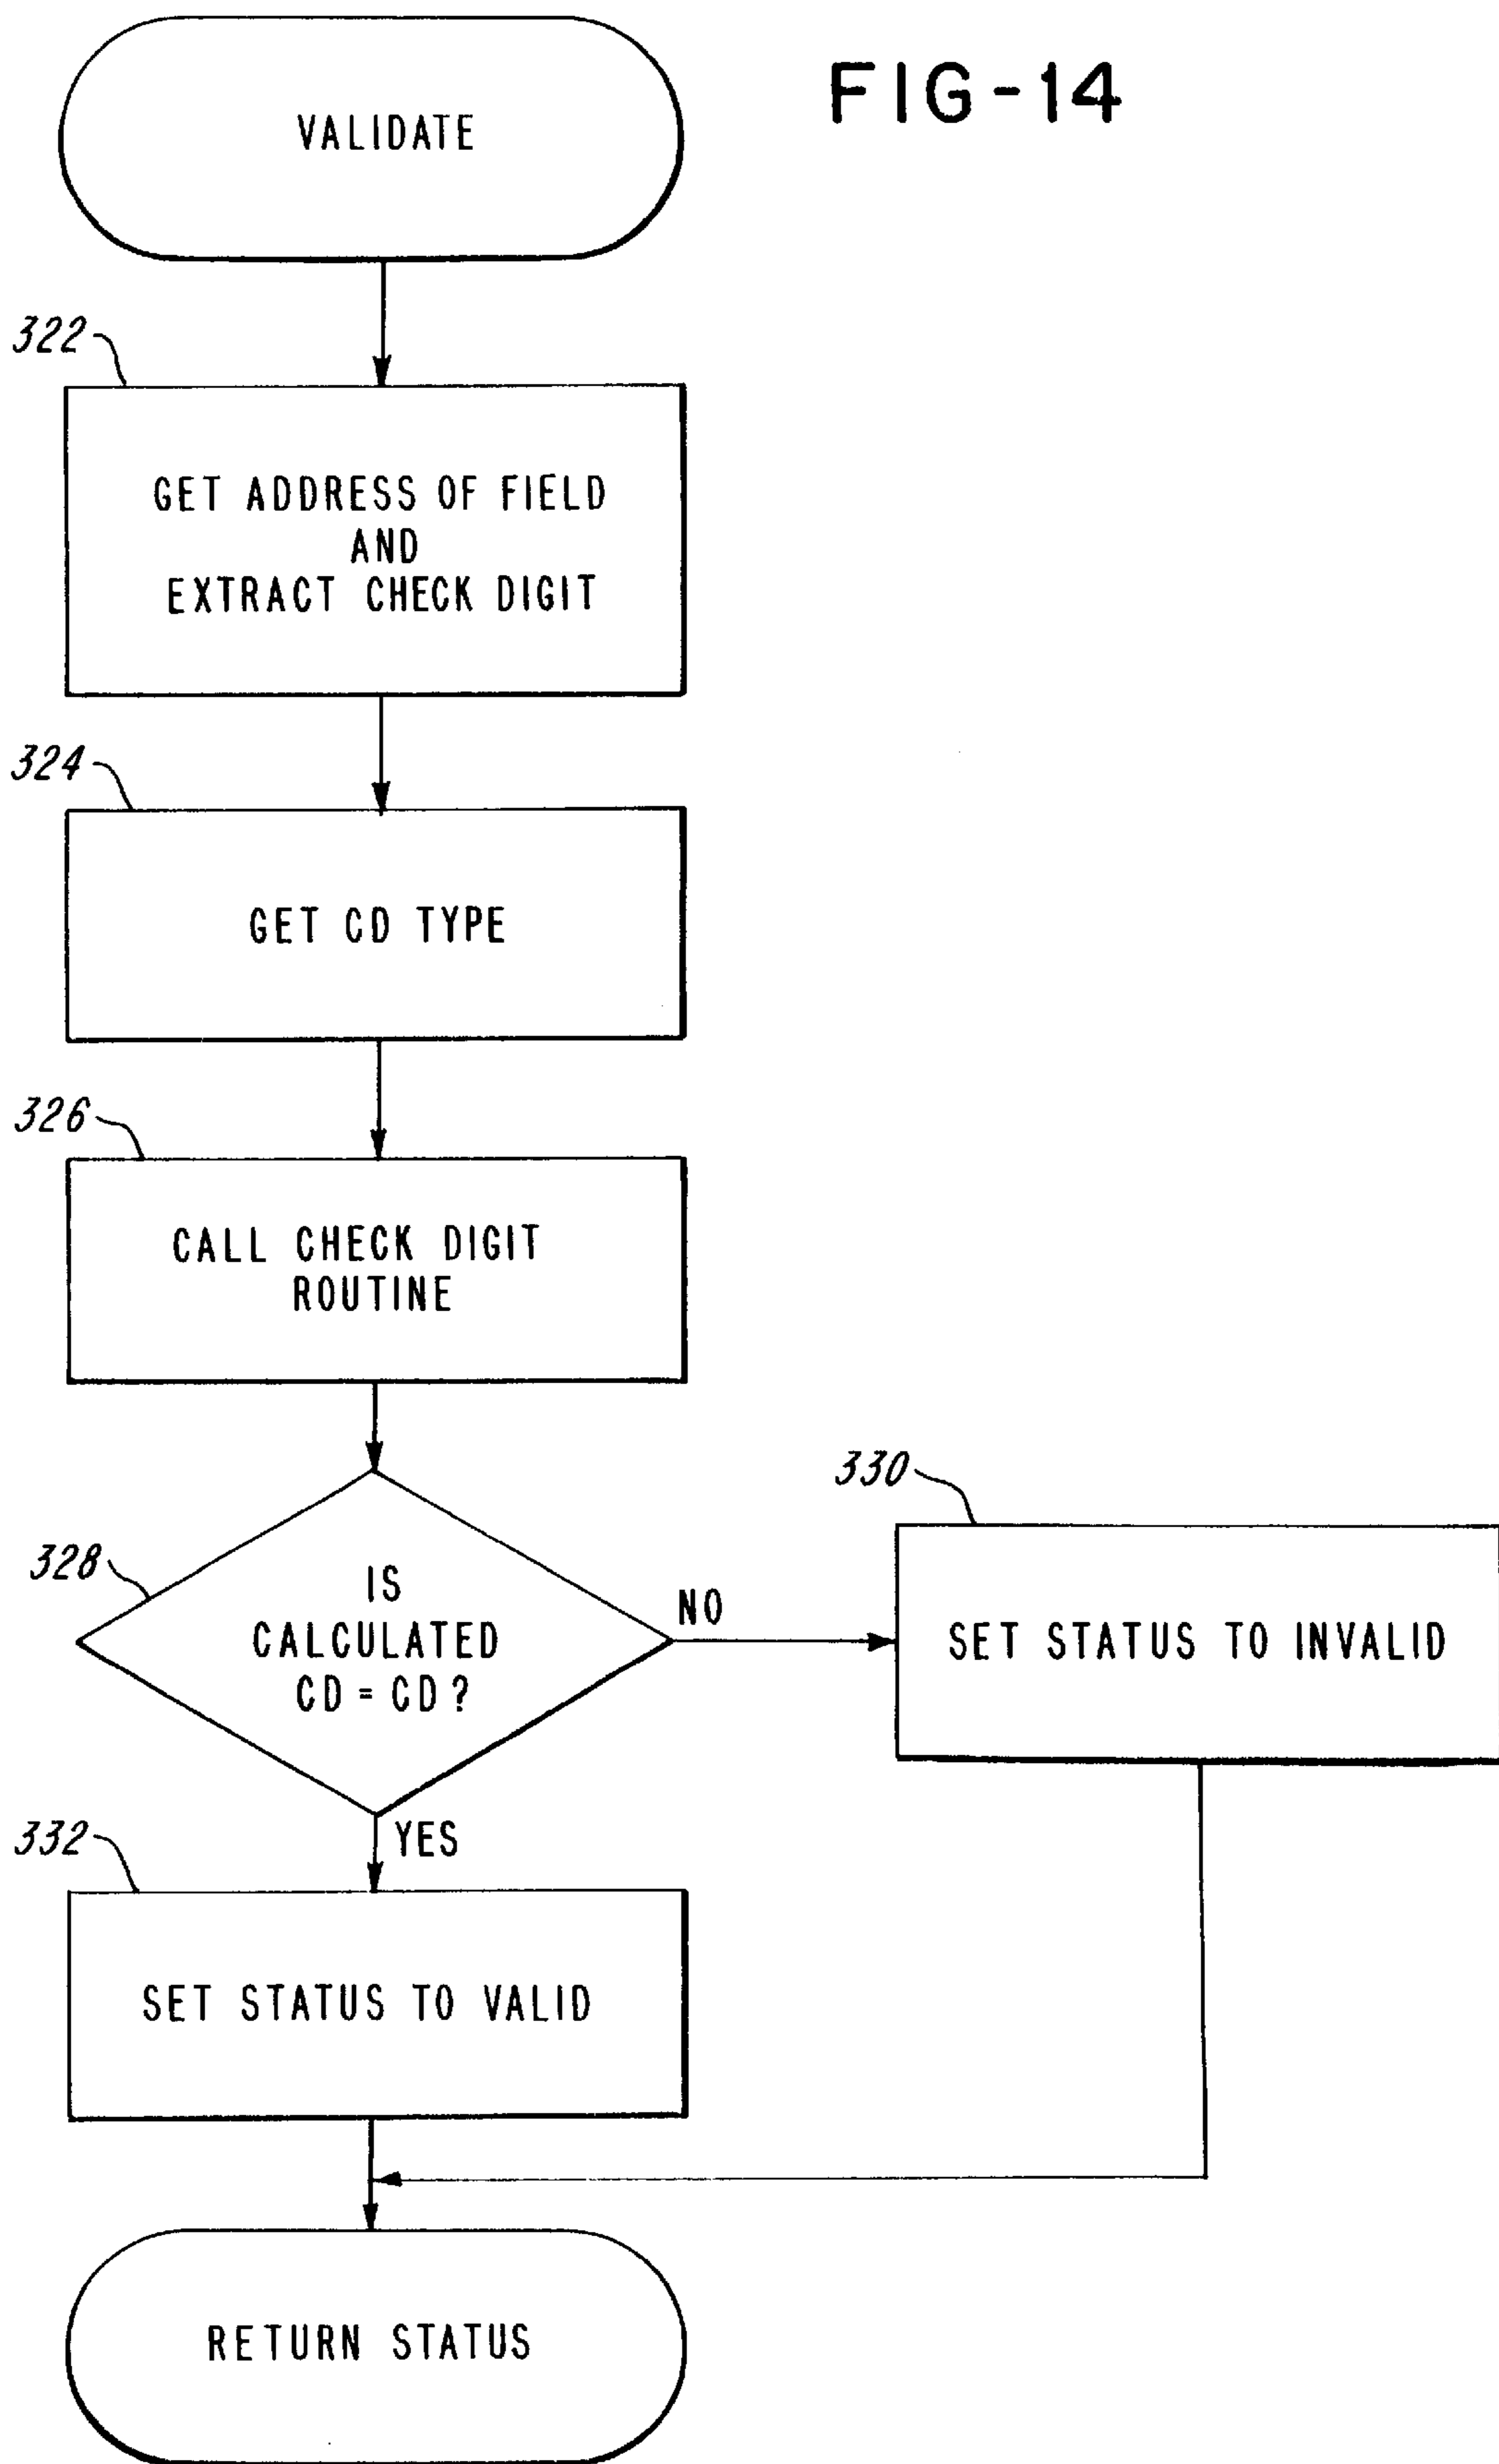 FIG-14
VALIDATE
322
GET ADDRESS OF FIELD
AND
EXTRACT CHECK DIGIT
324
GET CD TYPE
326
CALL CHECK DIGIT
ROUTINE
328
IS
CALCULATED
CD = CD?
NO
330
SET STATUS TO INVALID
YES
332
SET STATUS TO VALID
RETURN STATUS